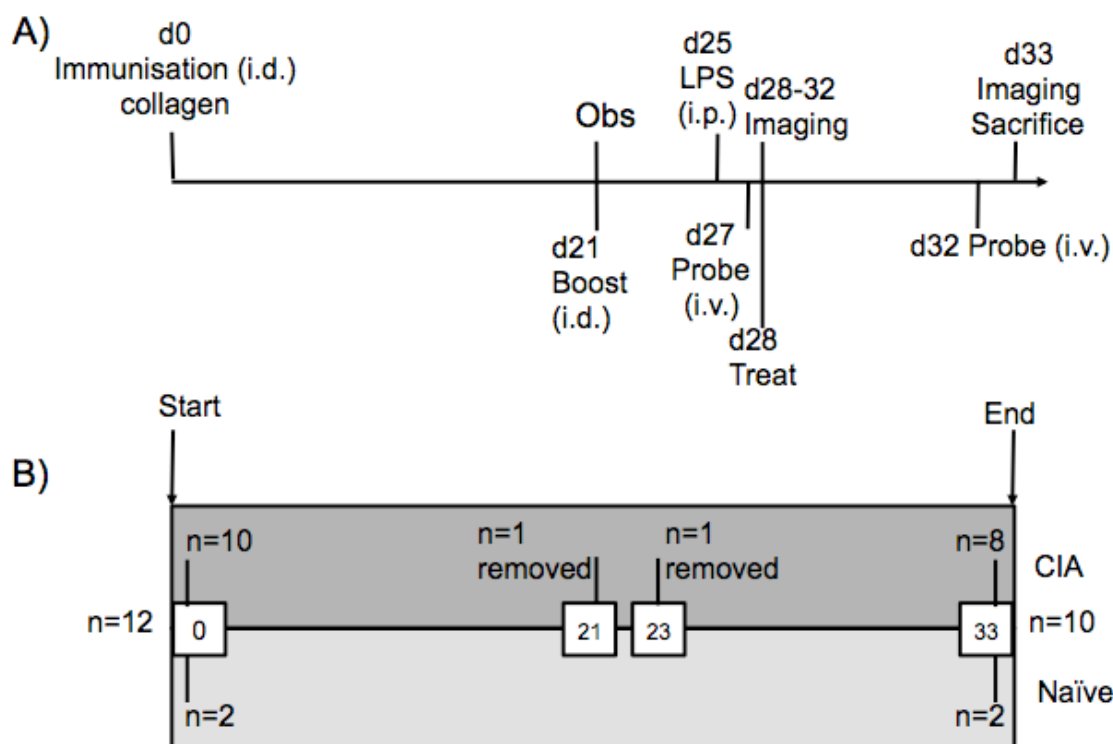 A)
d0
Immunisation (i.d.)
collagen
Obs
d25
LPS
(i.p.)
d28-32
Imaging
d33
Imaging
Sacrifice
d21
Boost
(i.d.)
d27
Probe
(i.v.)
d28
Treat
d32 Probe (i.v.)
Start
End
B)
n=10
n=1
removed
n=1
removed
n=8
CIA
n=12
0
21
23
33
n=10
n=2
n=2
Naïve